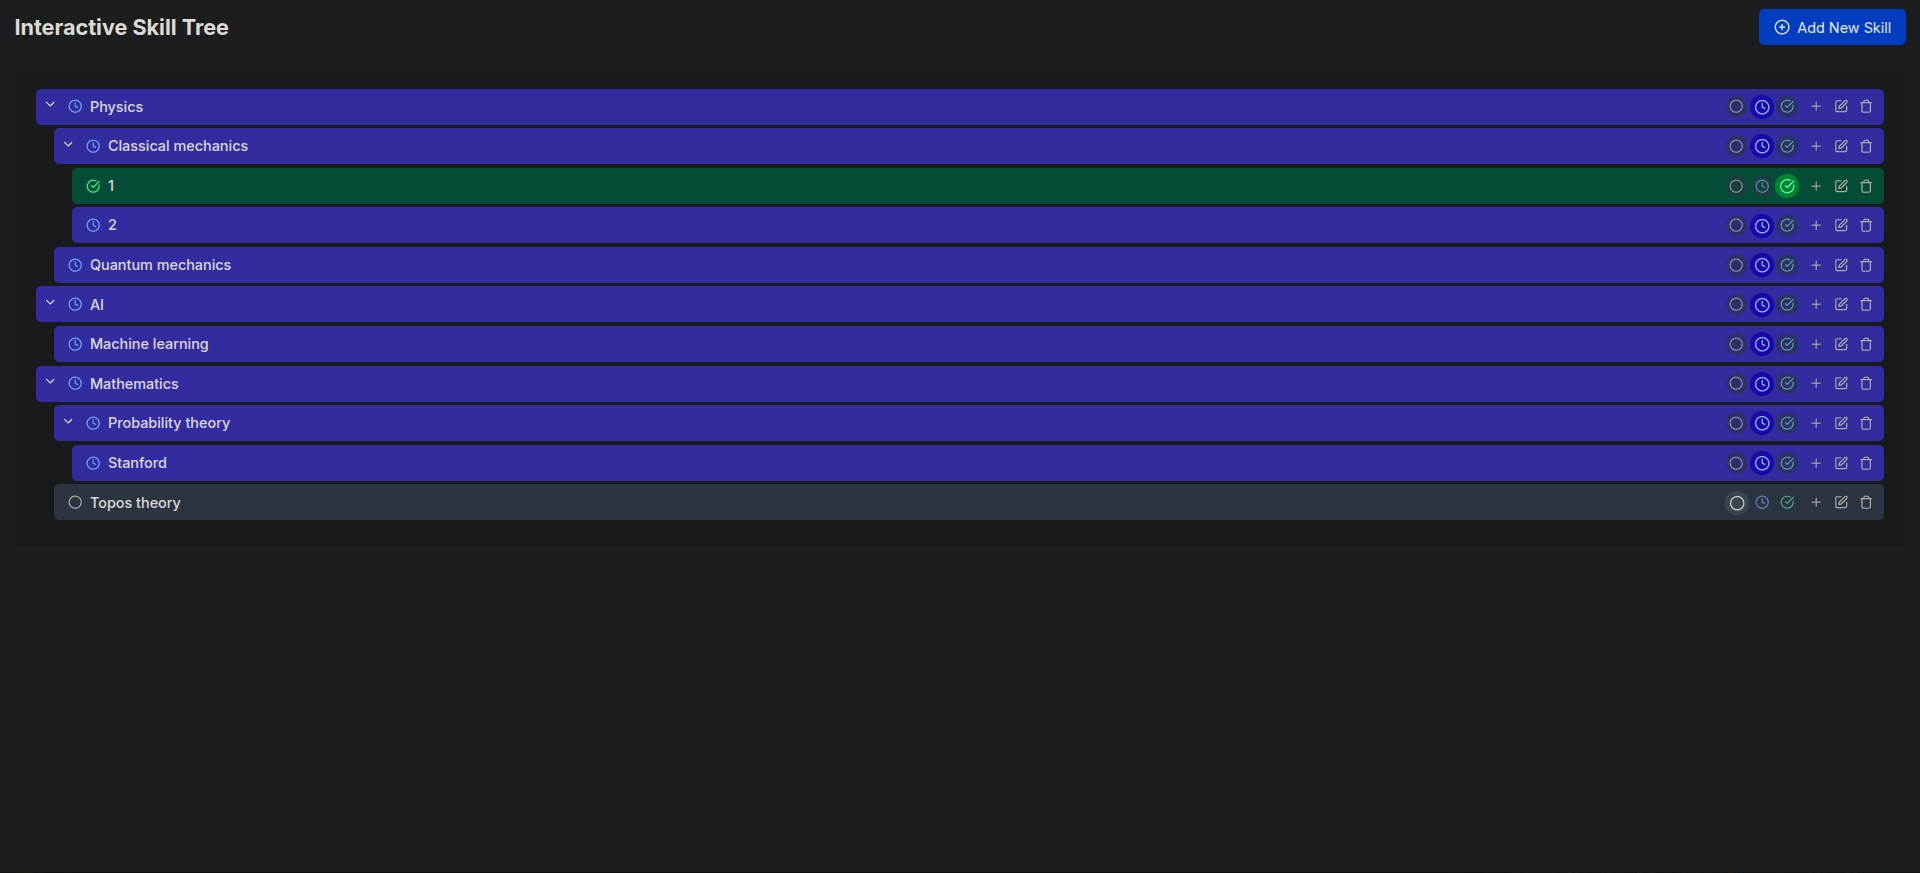 Interactive Skill Tree
Add New Skill
Physics
Classical mechanics
1
2
Quantum mechanics
AI
Machine learning
Mathematics
Probability theory
Stanford
Topos theory